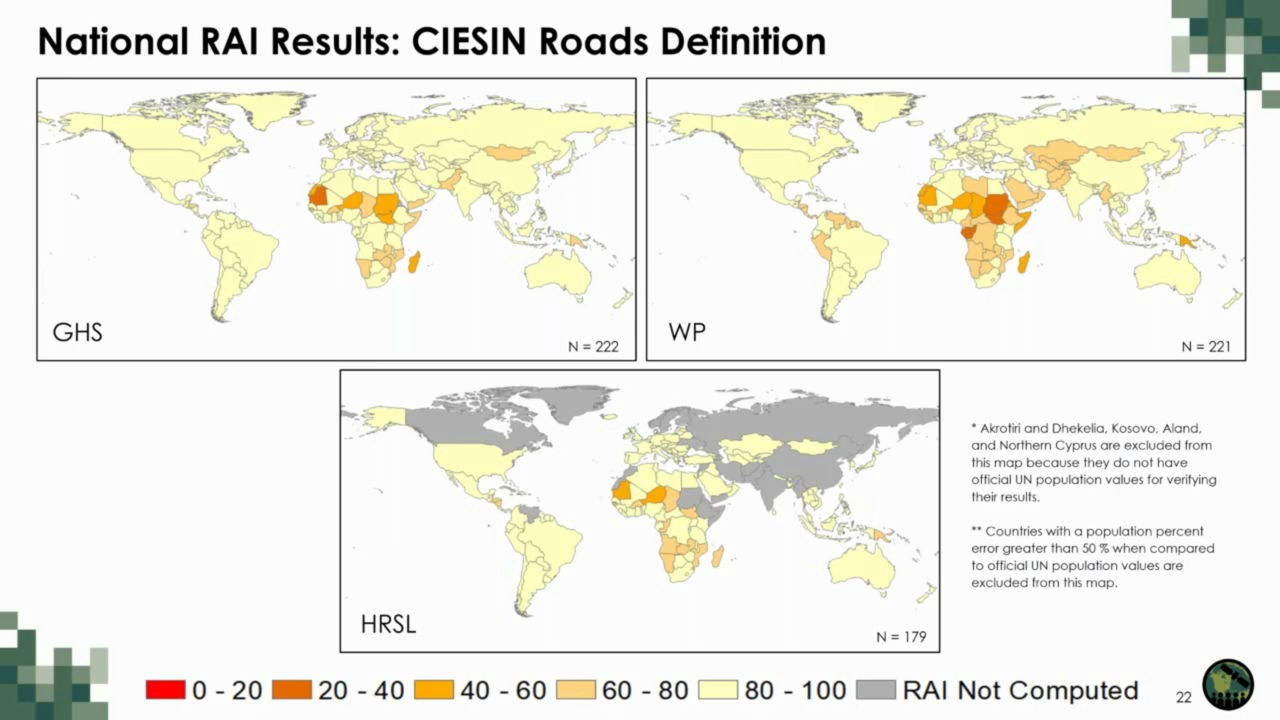 National RAI Results: CIESIN Roads Definition
GHS
N = 222
WP
N = 221
HRSL
N = 179
* Akrotiri and Dhekelia, Kosovo, Aland,
and Northern Cyprus are excluded from
this map because they do not have
official UN population values for verifying
their results.
** Countries with a population percent
error greater than 50 % when compared
to official UN population values are
excluded from this map.
0 - 20
20 - 40
40 - 60
60 - 80
80 - 100
RAI Not Computed
22